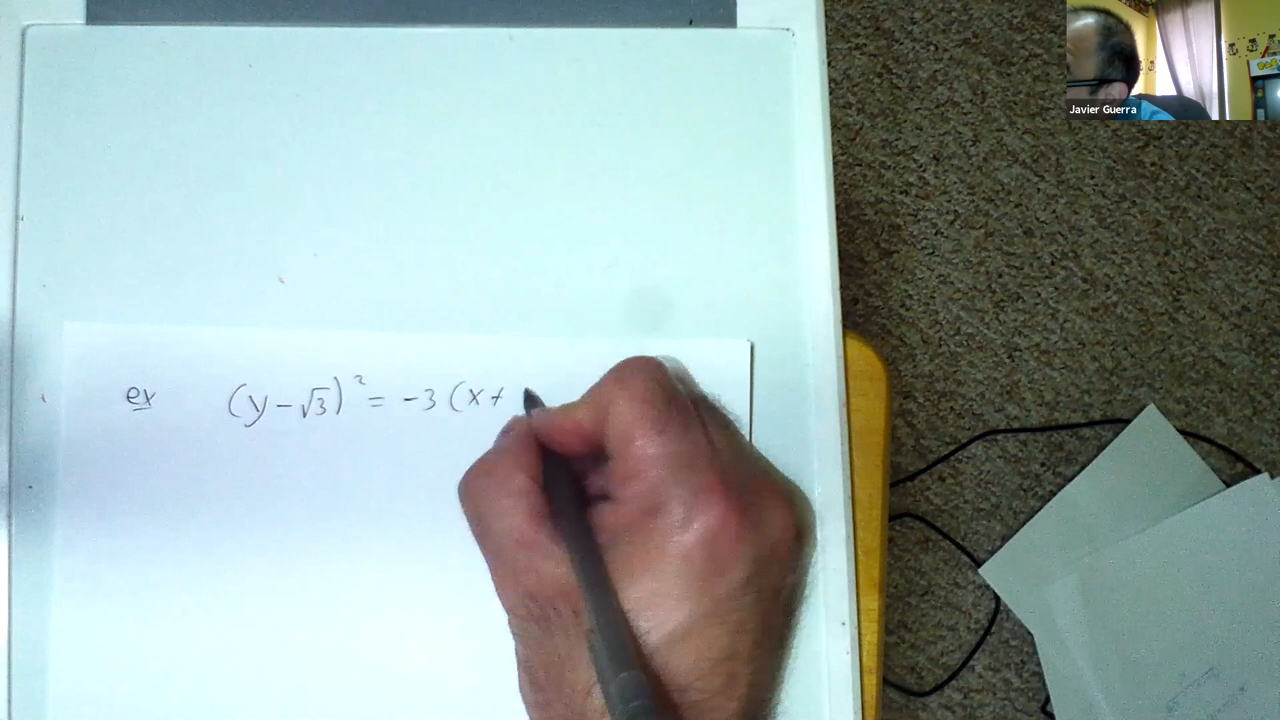 Javier Guerra
ex (y-√3)² = -3 (x+